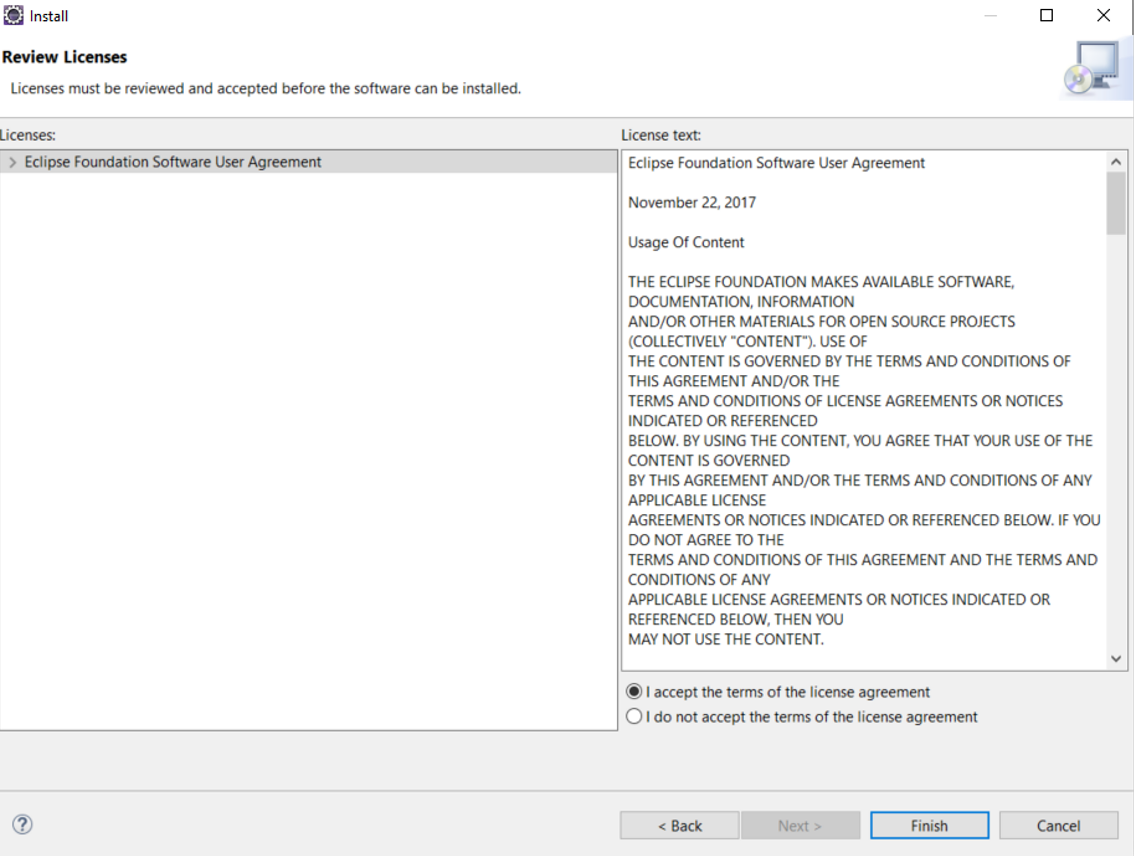 Install
Review Licenses
Licenses must be reviewed and accepted before the software can be installed.
Licenses:
Eclipse Foundation Software User Agreement
License text:
Eclipse Foundation Software User Agreement
November 22, 2017
Usage Of Content
THE ECLIPSE FOUNDATION MAKES AVAILABLE SOFTWARE,
DOCUMENTATION, INFORMATION
AND/OR OTHER MATERIALS FOR OPEN SOURCE PROJECTS
(COLLECTIVELY "CONTENT"). USE OF
THE CONTENT IS GOVERNED BY THE TERMS AND CONDITIONS OF
THIS AGREEMENT AND/OR THE
TERMS AND CONDITIONS OF LICENSE AGREEMENTS OR NOTICES
INDICATED OR REFERENCED
BELOW. BY USING THE CONTENT, YOU AGREE THAT YOUR USE OF THE
CONTENT IS GOVERNED
BY THIS AGREEMENT AND/OR THE TERMS AND CONDITIONS OF ANY
APPLICABLE LICENSE
AGREEMENTS OR NOTICES INDICATED OR REFERENCED BELOW. IF YOU
DO NOT AGREE TO THE
TERMS AND CONDITIONS OF THIS AGREEMENT AND THE TERMS AND
CONDITIONS OF ANY
APPLICABLE LICENSE AGREEMENTS OR NOTICES INDICATED OR
REFERENCED BELOW, THEN YOU
MAY NOT USE THE CONTENT.
I accept the terms of the license agreement
I do not accept the terms of the license agreement
?
< Back
Next >
Finish
Cancel